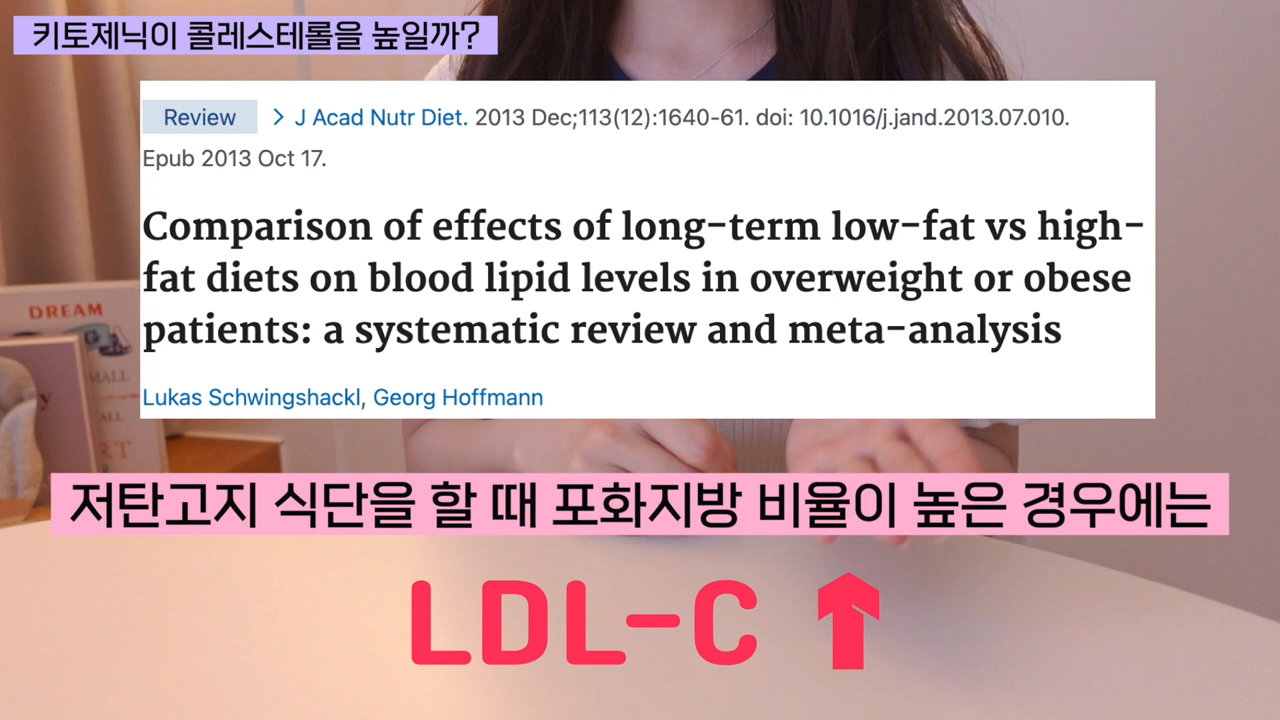 키토제닉이 콜레스테롤을 높일까?
Review > J Acad Nutr Diet. 2013 Dec;113(12):1640-61. doi: 10.1016/j.jand.2013.07.010.
Epub 2013 Oct 17.
Comparison of effects of long-term low-fat vs high-
fat diets on blood lipid levels in overweight or obese
patients: a systematic review and meta-analysis
Lukas Schwingshackl, Georg Hoffmann
DREAM
MALL
ALL
RT
저탄고지 식단을 할 때 포화지방 비율이 높은 경우에는
LDL-C ↑